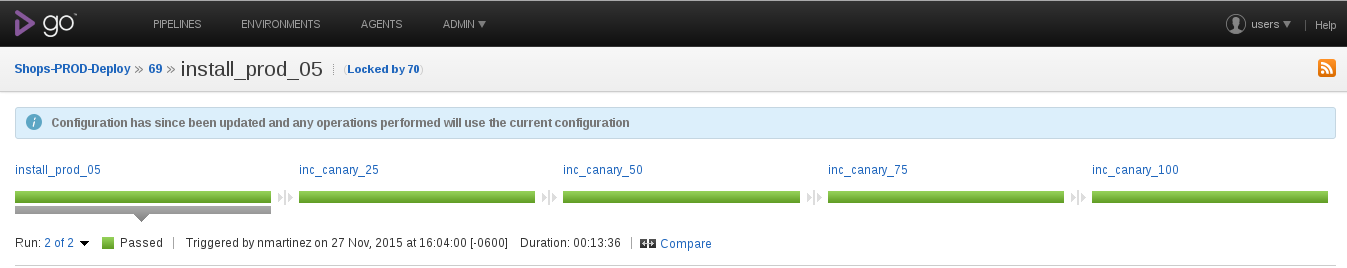 go™ PIPELINES ENVIRONMENTS AGENTS ADMIN users | Help
Shops-PROD-Deploy » 69 » install_prod_05 (Locked by 70)
Configuration has since been updated and any operations performed will use the current configuration
install_prod_05 inc_canary_25 inc_canary_50 inc_canary_75 inc_canary_100
Run: 2 of 2 Passed | Triggered by nmartinez on 27 Nov, 2015 at 16:04:00 [-0600] Duration: 00:13:36 | Compare